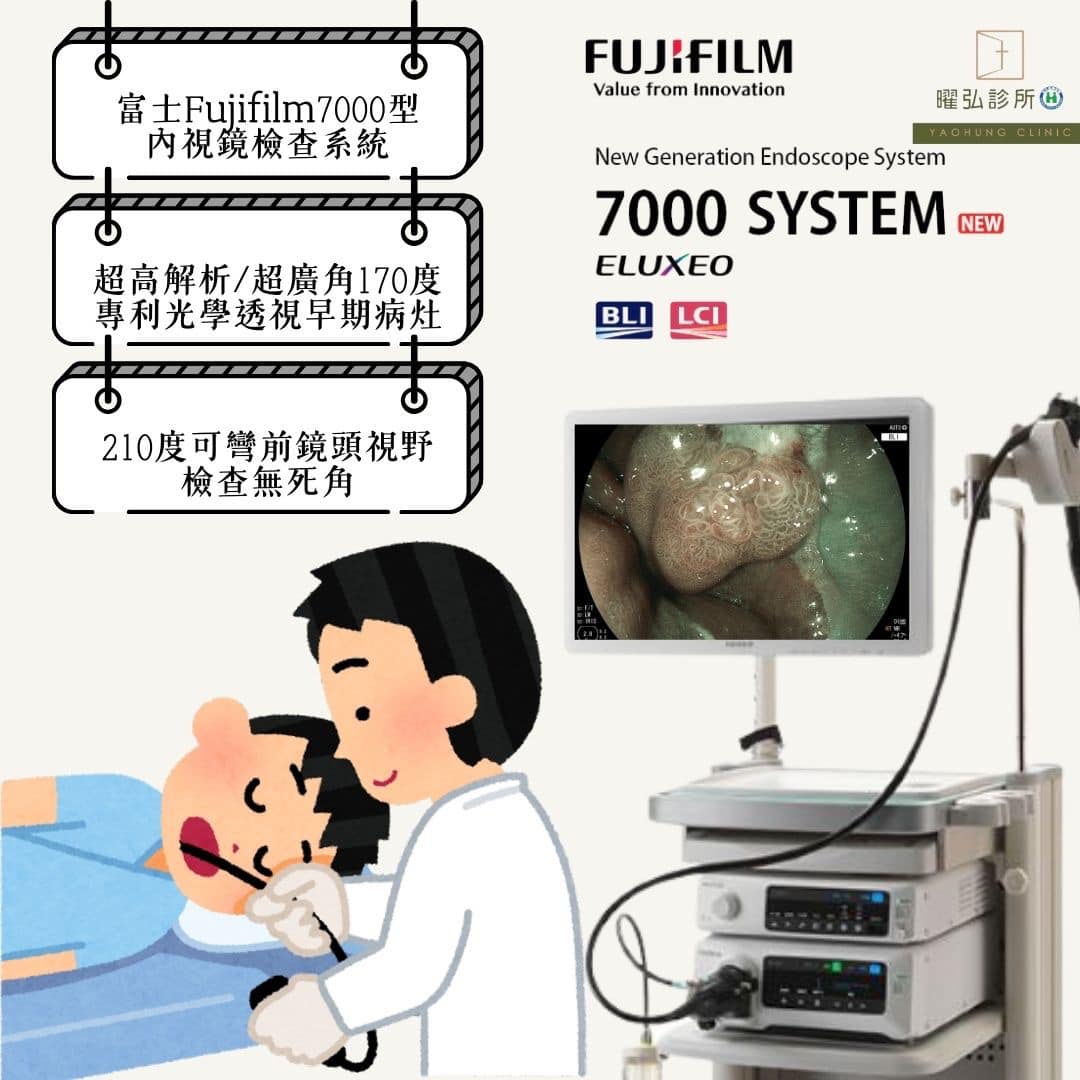 富士Fujifilm7000型
內視鏡檢查系統
超高解析/超廣角170度
專利光學透視早期病灶
210度可彎前鏡頭視野
檢查無死角
FUJIFILM
Value from Innovation
曜弘診所
YAOHUNG CLINIC
New Generation Endoscope System
7000 SYSTEM NEW
ELUXEO
BLI LCI
BLI